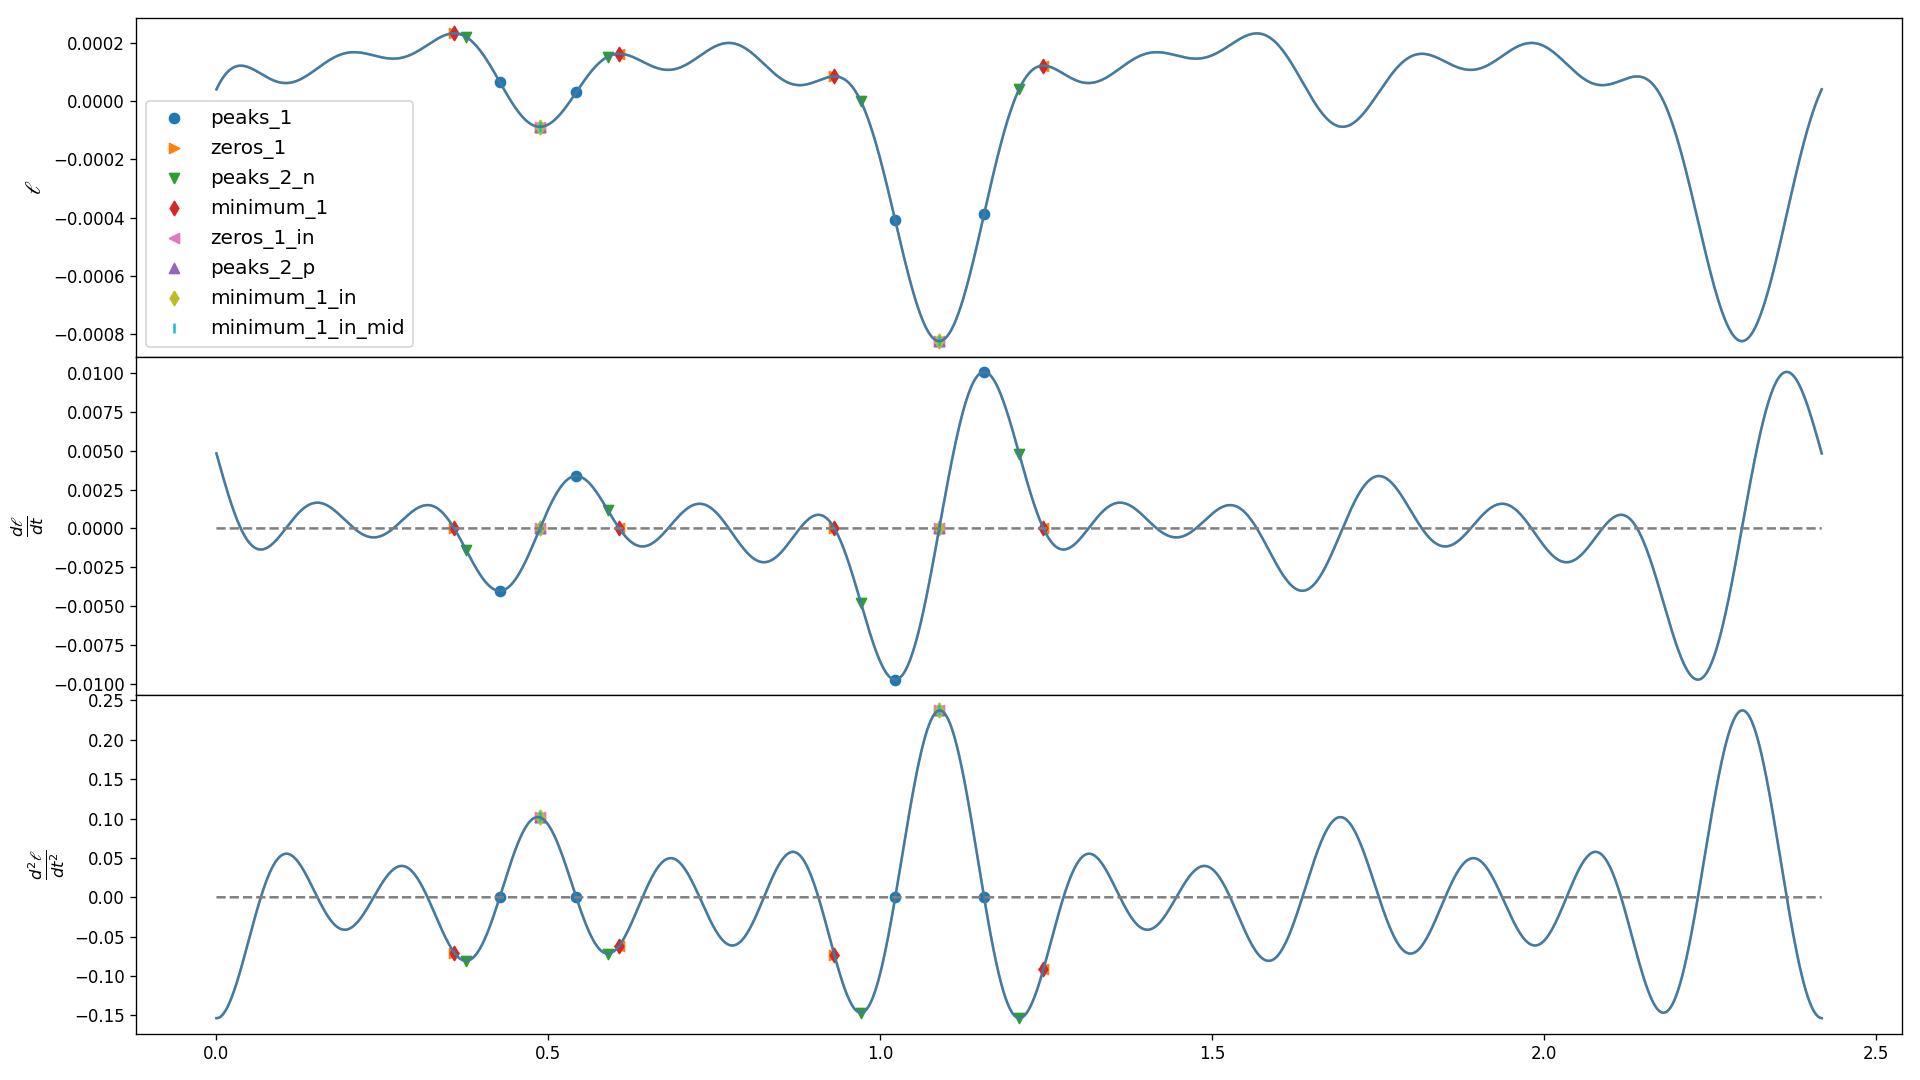 0.0002
0.0000
−0.0002
−0.0004
−0.0006
−0.0008
ℓ
peaks_1
zeros_1
peaks_2_n
minimum_1
zeros_1_in
peaks_2_p
minimum_1_in
minimum_1_in_mid
0.0100
0.0075
0.0050
0.0025
0.0000
−0.0025
−0.0050
−0.0075
−0.0100
dℓ
dt
0.25
0.20
0.15
0.10
0.05
0.00
−0.05
−0.10
−0.15
d²ℓ
dt²
0.0 0.5 1.0 1.5 2.0 2.5